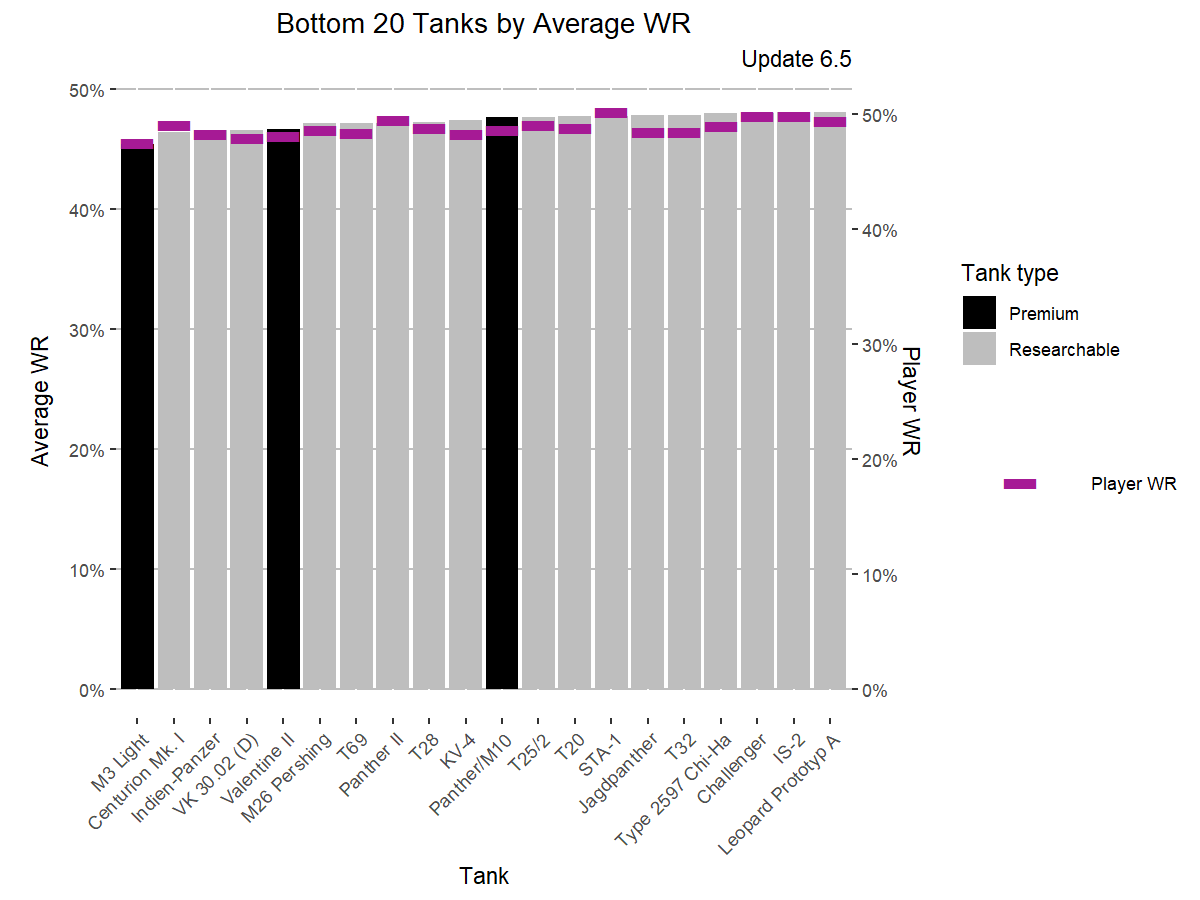 Bottom 20 Tanks by Average WR
Update 6.5
50%
40%
30%
20%
10%
0%
Average WR
50%
40%
30%
20%
10%
0%
Player WR
M3 Light
Centurion Mk. I
Indien-Panzer
VK 30.02 (D)
Valentine II
M26 Pershing
T69
Panther II
T28
KV-4
Panther/M10
T25/2
T20
STA-1
Jagdpanther
T32
Type 2597 Chi-Ha
Challenger
IS-2
Leopard Prototyp A
Tank
Tank type
Premium
Researchable
Player WR